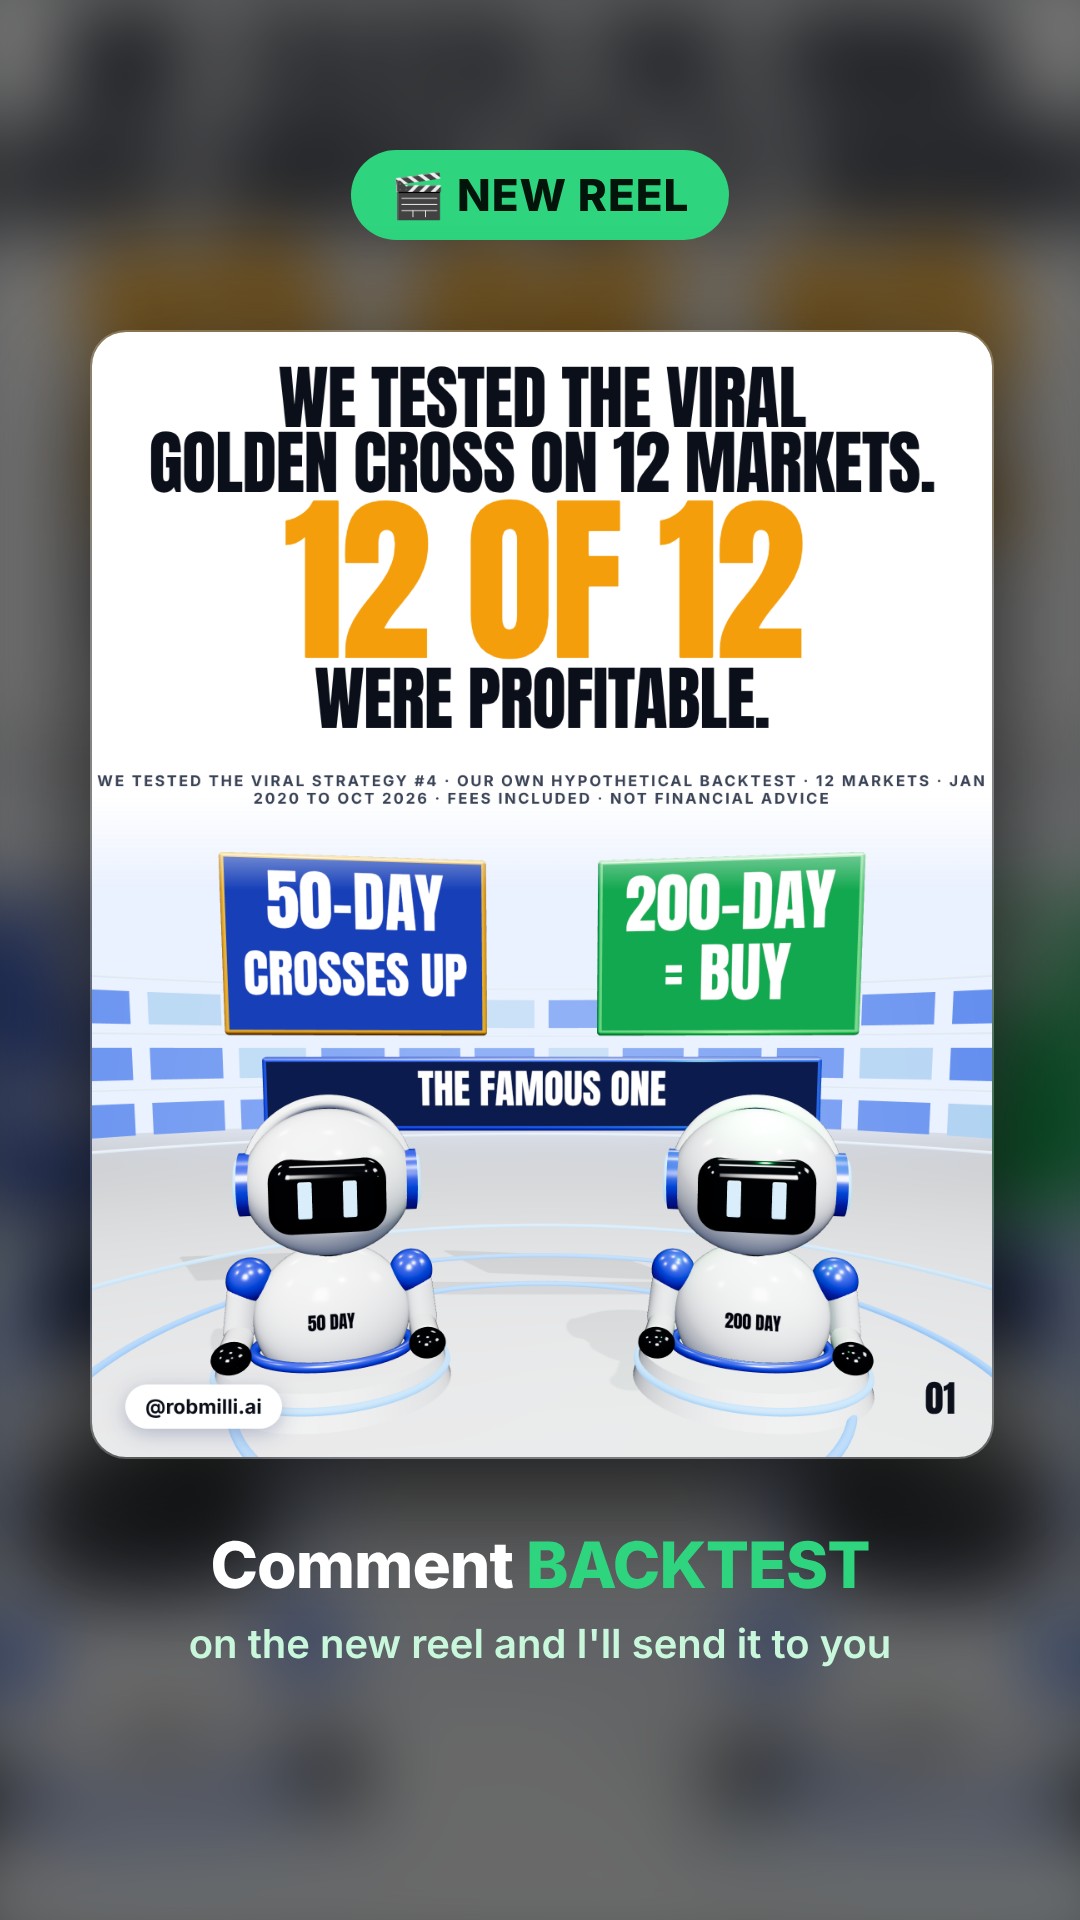 🎬 NEW REEL
WE TESTED THE VIRAL
GOLDEN CROSS ON 12 MARKETS.
12 OF 12
WERE PROFITABLE.
WE TESTED THE VIRAL STRATEGY #4 · OUR OWN HYPOTHETICAL BACKTEST · 12 MARKETS · JAN
2020 TO OCT 2026 · FEES INCLUDED · NOT FINANCIAL ADVICE
50-DAY
CROSSES UP
200-DAY
= BUY
THE FAMOUS ONE
50 DAY
200 DAY
@robmilli.ai
01
Comment BACKTEST
on the new reel and I'll send it to you